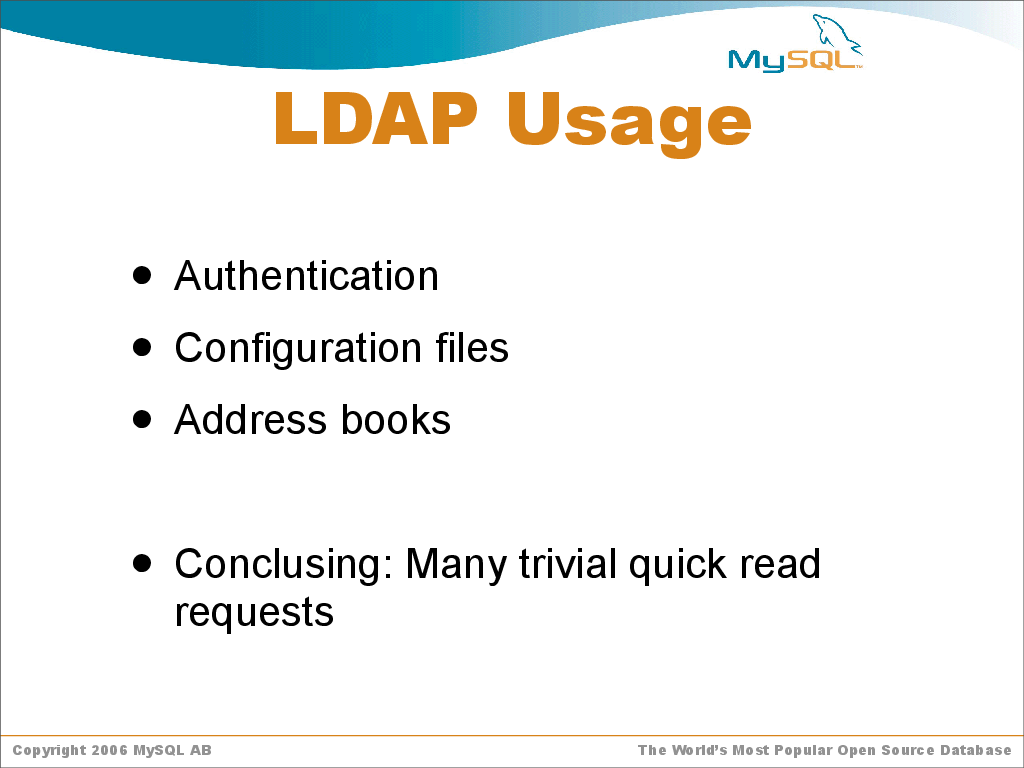 MySQL™
LDAP Usage
• Authentication
• Configuration files
• Address books
• Conclusing: Many trivial quick read
requests
Copyright 2006 MySQL AB
The World's Most Popular Open Source Database